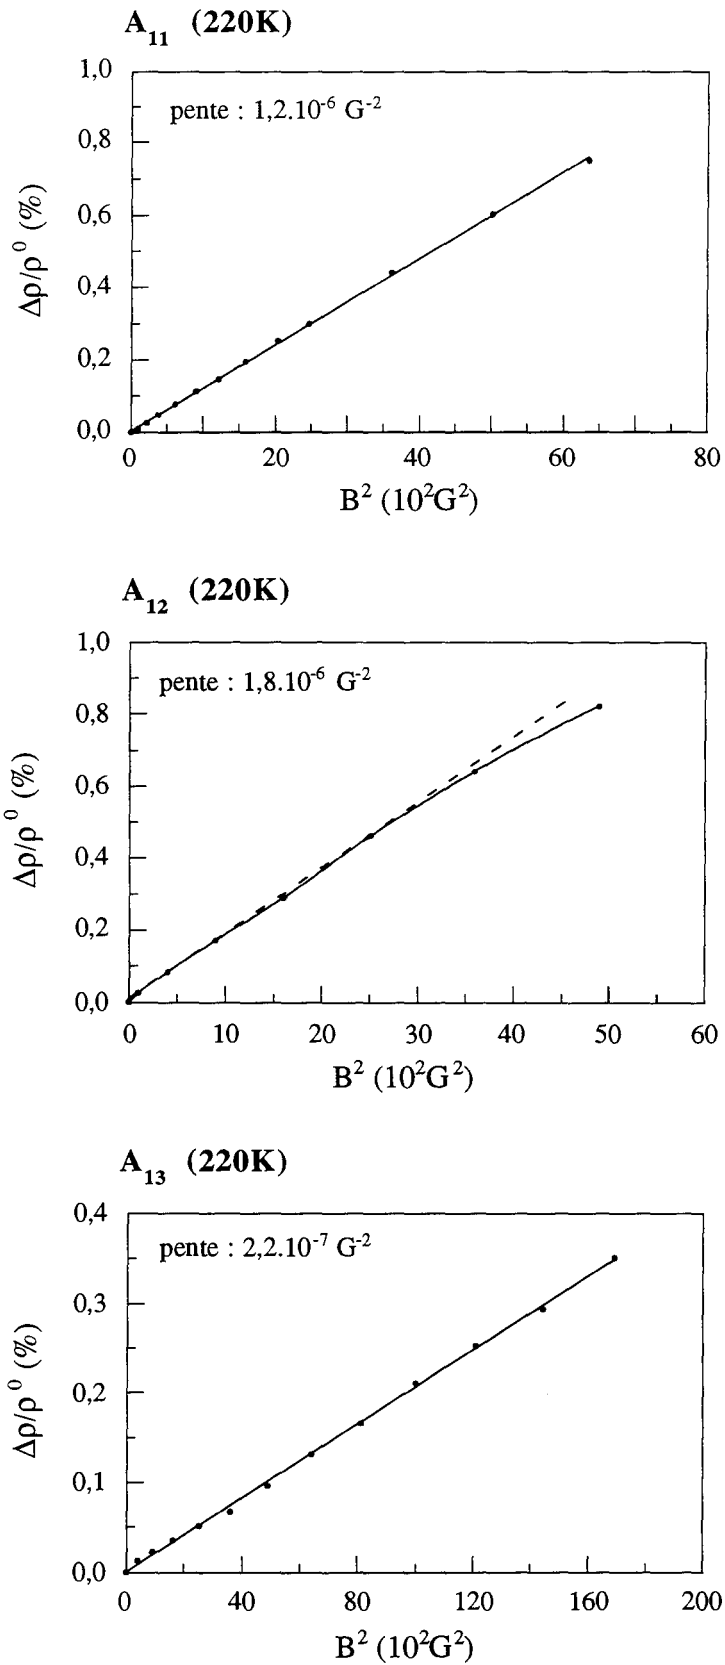 A₁₁ (220K)
1,0
pente : 1,2.10⁻⁶ G⁻²
0,8
0,6
Δρ/ρ⁰ (%)
0,4
0,2
0,0
0 20 40 60 80
B² (10²G²)
A₁₂ (220K)
1,0
pente : 1,8.10⁻⁶ G⁻²
0,8
0,6
Δρ/ρ⁰ (%)
0,4
0,2
0,0
0 10 20 30 40 50 60
B² (10²G²)
A₁₃ (220K)
0,4
pente : 2,2.10⁻⁷ G⁻²
0,3
Δρ/ρ⁰ (%)
0,2
0,1
0,0
0 40 80 120 160 200
B² (10²G²)